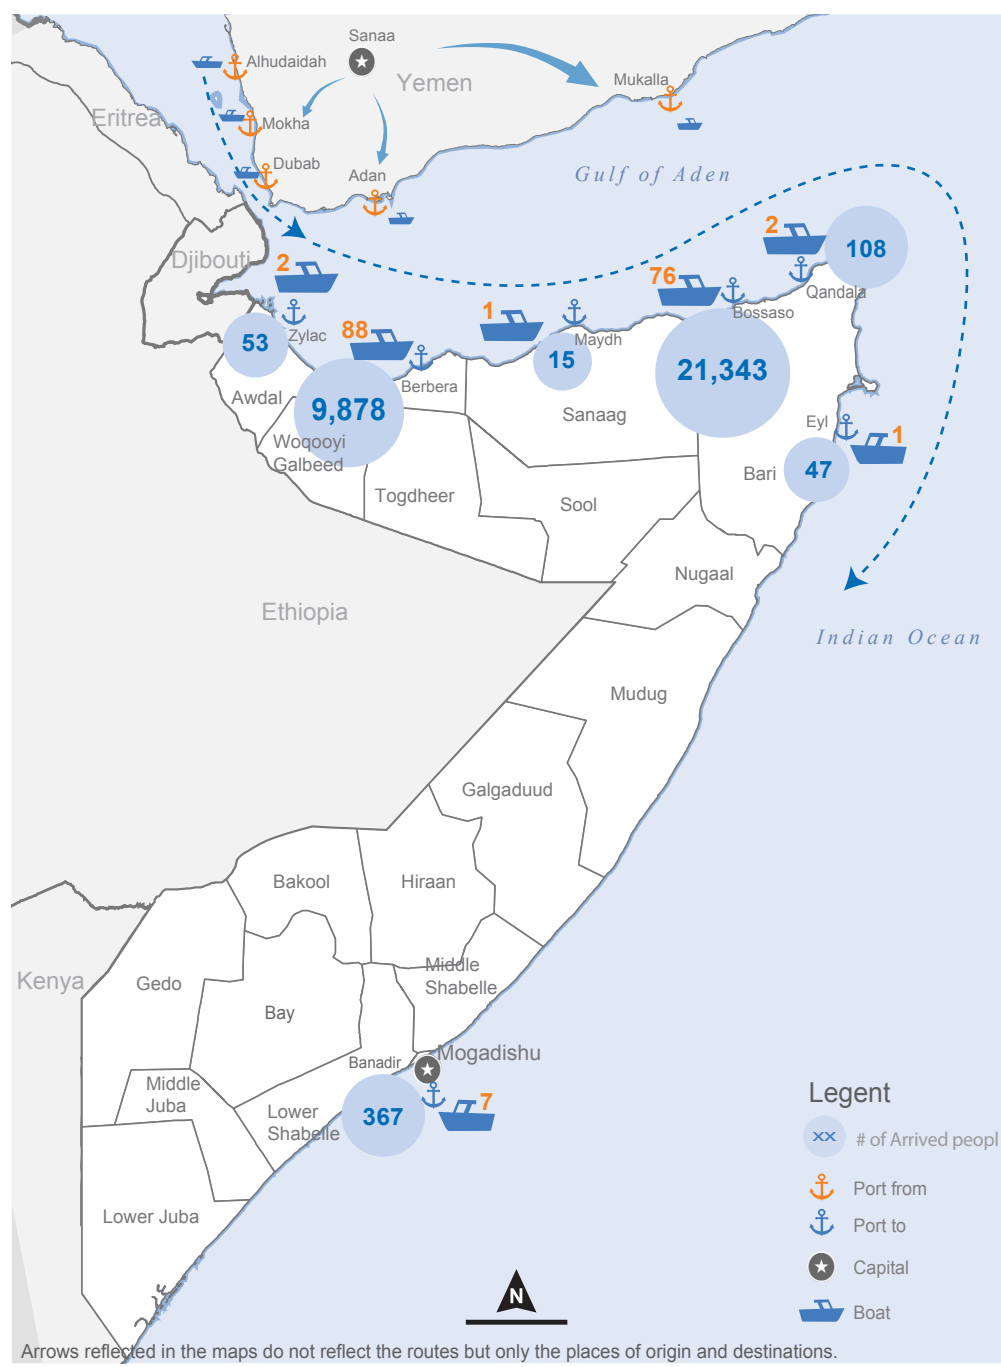 Sanaa
Alhudaidah
Yemen
Mukalla
Eritrea
Mokha
Dubab
Adan
Gulf of Aden
Djibouti
2
2
108
76
Qandala
Zylac
88
1
Bossaso
53
Maydh
15
21,343
Berbera
Awdal
9,878
Sanaag
Eyl
1
Woqooyi
Galbeed
47
Bari
Togdheer
Sool
Nugaal
Ethiopia
Indian Ocean
Mudug
Galgaduud
Bakool
Hiraan
Kenya
Gedo
Middle
Shabelle
Bay
Banadir
Mogadishu
Middle
Juba
7
367
Lower
Shabelle
Lower Juba
Legent
xx # of Arrived peopl
Port from
Port to
Capital
Boat
N
Arrows reflected in the maps do not reflect the routes but only the places of origin and destinations.